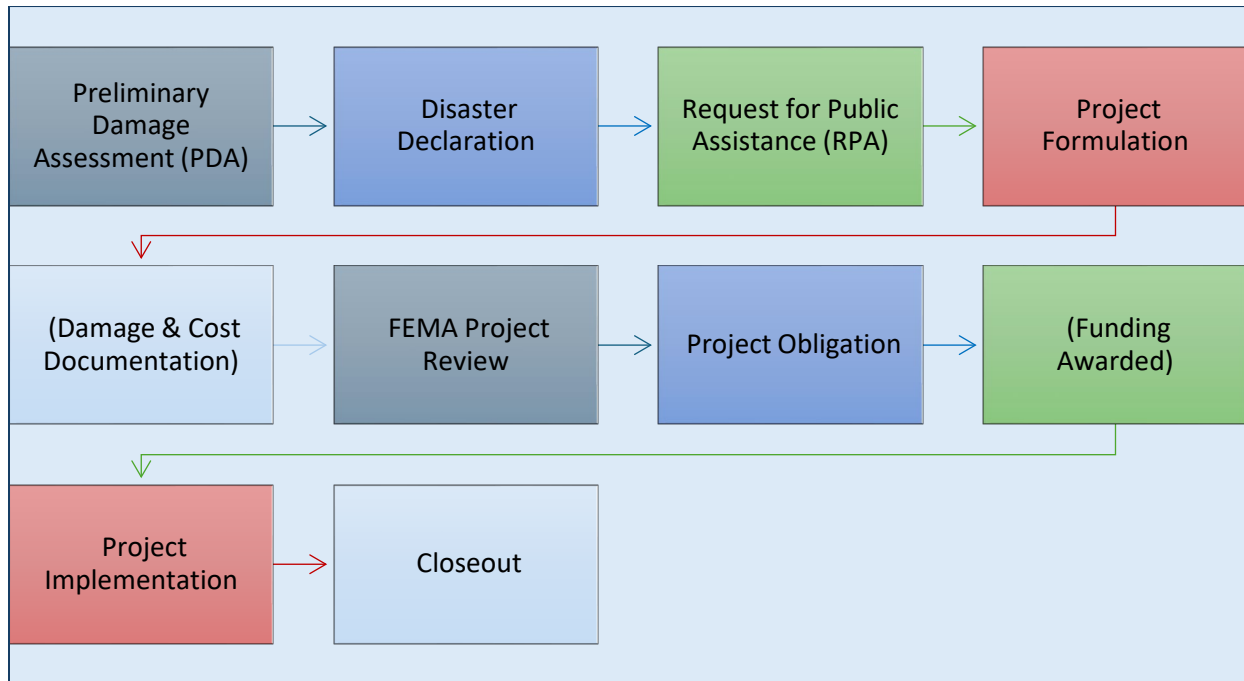 Preliminary
Damage
Assessment (PDA)
Disaster
Declaration
Request for Public
Assistance (RPA)
Project
Formulation
(Damage & Cost
Documentation)
FEMA Project
Review
Project Obligation
(Funding
Awarded)
Project
Implementation
Closeout